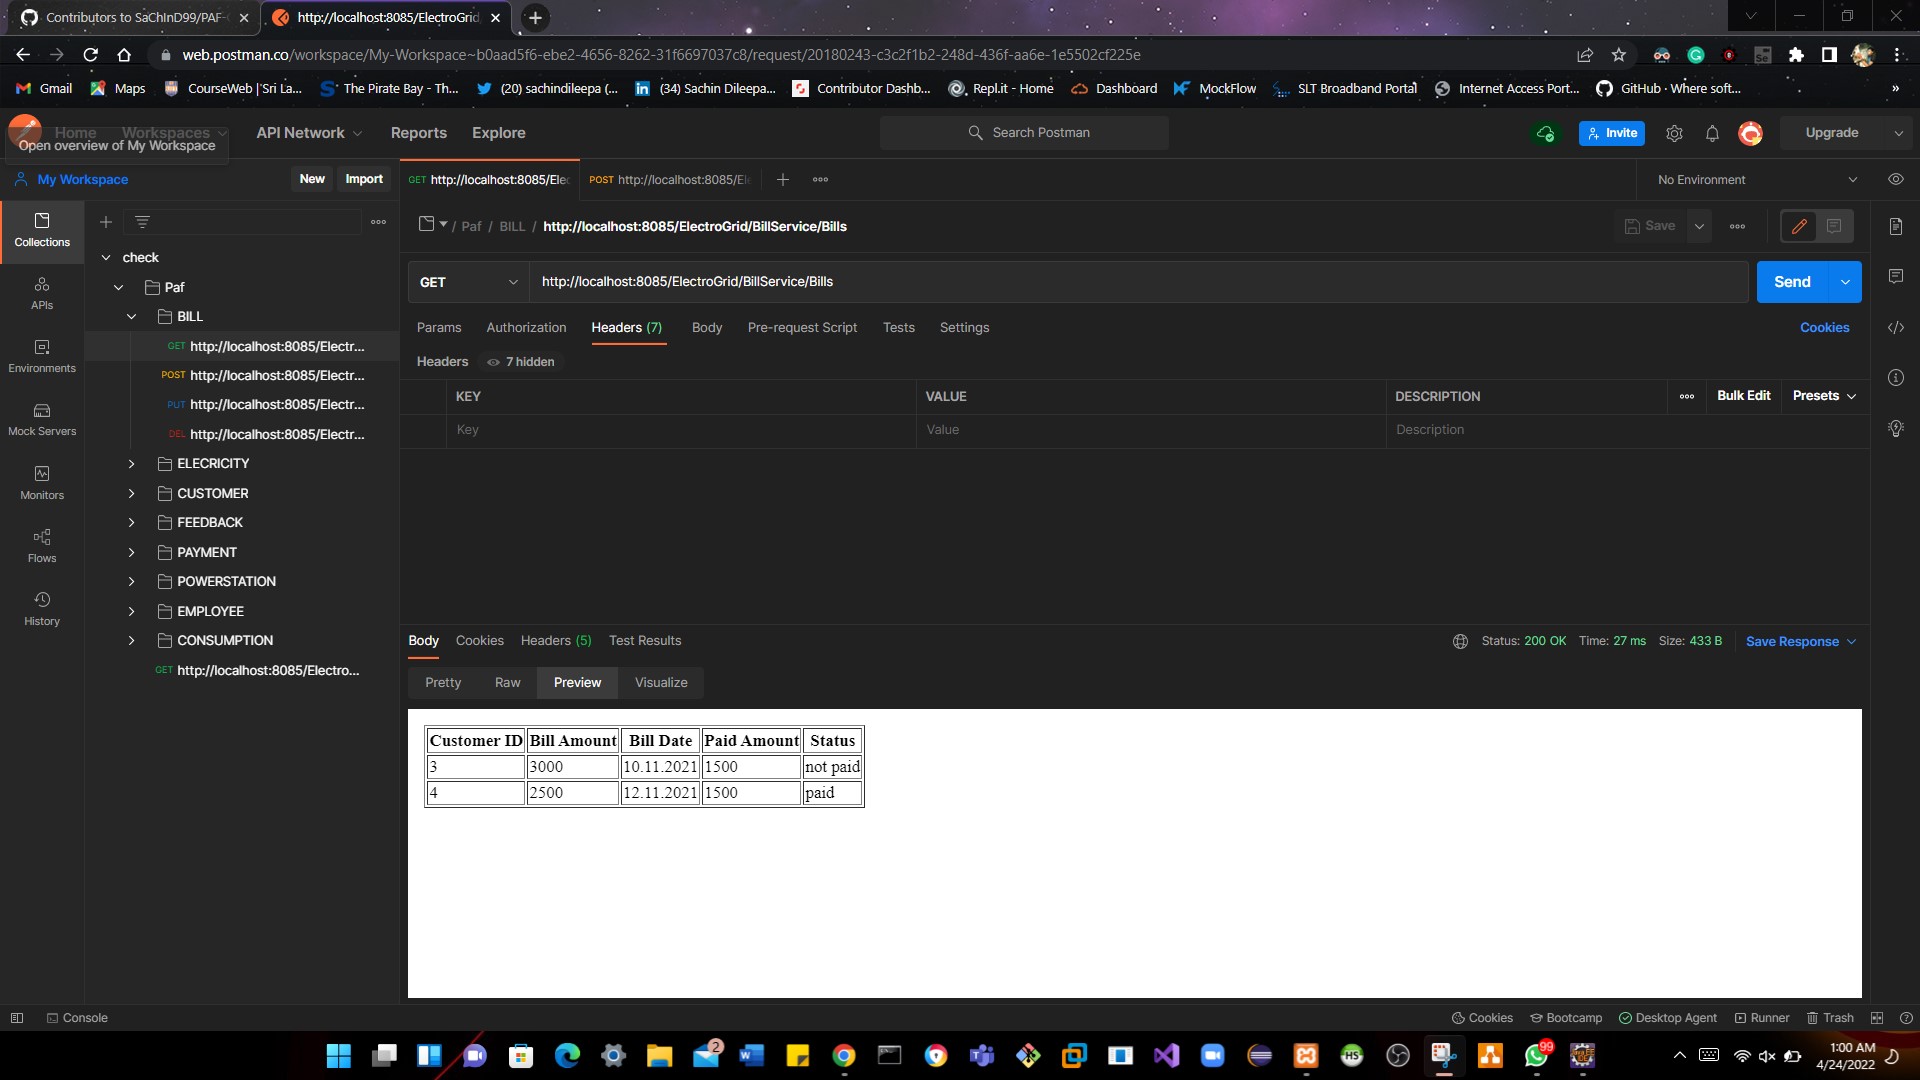 Contributors to SaChInD99/PAF-
http://localhost:8085/ElectroGrid
web.postman.co/workspace/My-Workspace~b0aad5f6-ebe2-4656-8262-31f6697037c8/request/20180243-c3c2f1b2-248d-436f-aa6e-1e5502cf225e
Gmail Maps CourseWeb | Sri La... The Pirate Bay - Th... (20) sachindileepa (... (34) Sachin Dileepa... Contributor Dashb... Repl.it - Home Dashboard MockFlow SLT Broadband Portal Internet Access Port... GitHub · Where soft... »
Home Workspaces API Network Reports Explore Search Postman Invite Upgrade
Open overview of My Workspace
My Workspace New Import GET http://localhost:8085/Elec POST http://localhost:8085/Ele No Environment
Collections
APIs
Environments
Mock Servers
Monitors
Flows
History
check
Paf
BILL
GET http://localhost:8085/Electr...
POST http://localhost:8085/Electr...
PUT http://localhost:8085/Electr...
DEL http://localhost:8085/Electr...
ELECRICITY
CUSTOMER
FEEDBACK
PAYMENT
POWERSTATION
EMPLOYEE
CONSUMPTION
GET http://localhost:8085/Electro...
/ Paf / BILL / http://localhost:8085/ElectroGrid/BillService/Bills Save
GET http://localhost:8085/ElectroGrid/BillService/Bills Send
Params Authorization Headers (7) Body Pre-request Script Tests Settings Cookies
Headers 7 hidden
KEY VALUE DESCRIPTION Bulk Edit Presets
Key Value Description
Body Cookies Headers (5) Test Results Status: 200 OK Time: 27 ms Size: 433 B Save Response
Pretty Raw Preview Visualize
Customer ID Bill Amount Bill Date Paid Amount Status
3 3000 10.11.2021 1500 not paid
4 2500 12.11.2021 1500 paid
Console Cookies Bootcamp Desktop Agent Runner Trash
2
HS
99
1:00 AM
4/24/2022